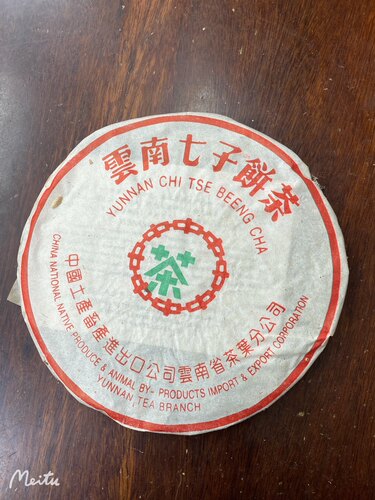 雲南七子餅茶
YUNNAN CHI TSE BEENG CHA
茶
中國土產畜產進出口公司雲南省茶葉分公司
CHINA NATIONAL NATIVE PRODUCE & ANIMAL BY- PRODUCTS IMPORT & EXPORT CORPORATION
YUNNAN TEA BRANCH
Meitu